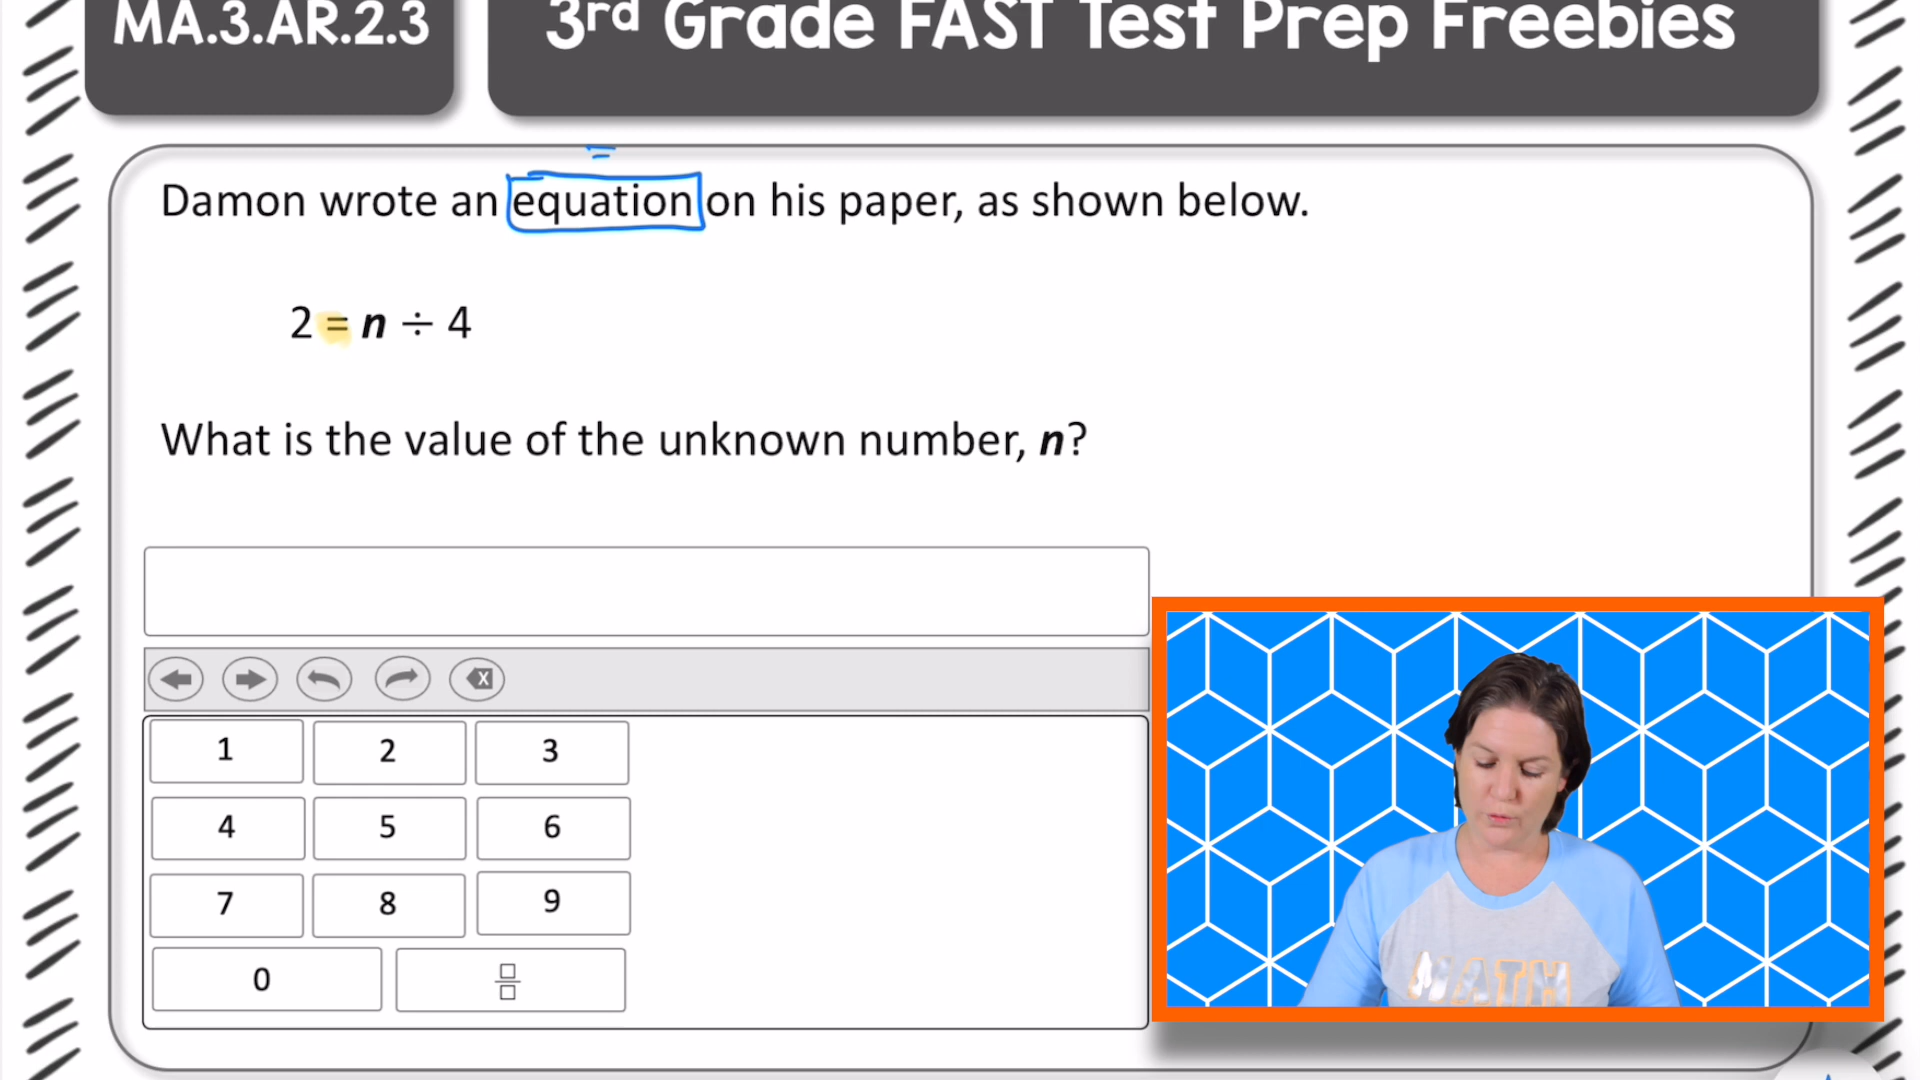 MA.3.AR.2.3
3rd Grade FAST Test Prep Freebies
=
Damon wrote an equation on his paper, as shown below.
2 = n ÷ 4
What is the value of the unknown number, n?
X
1 2 3
4 5 6
7 8 9
0
MATH